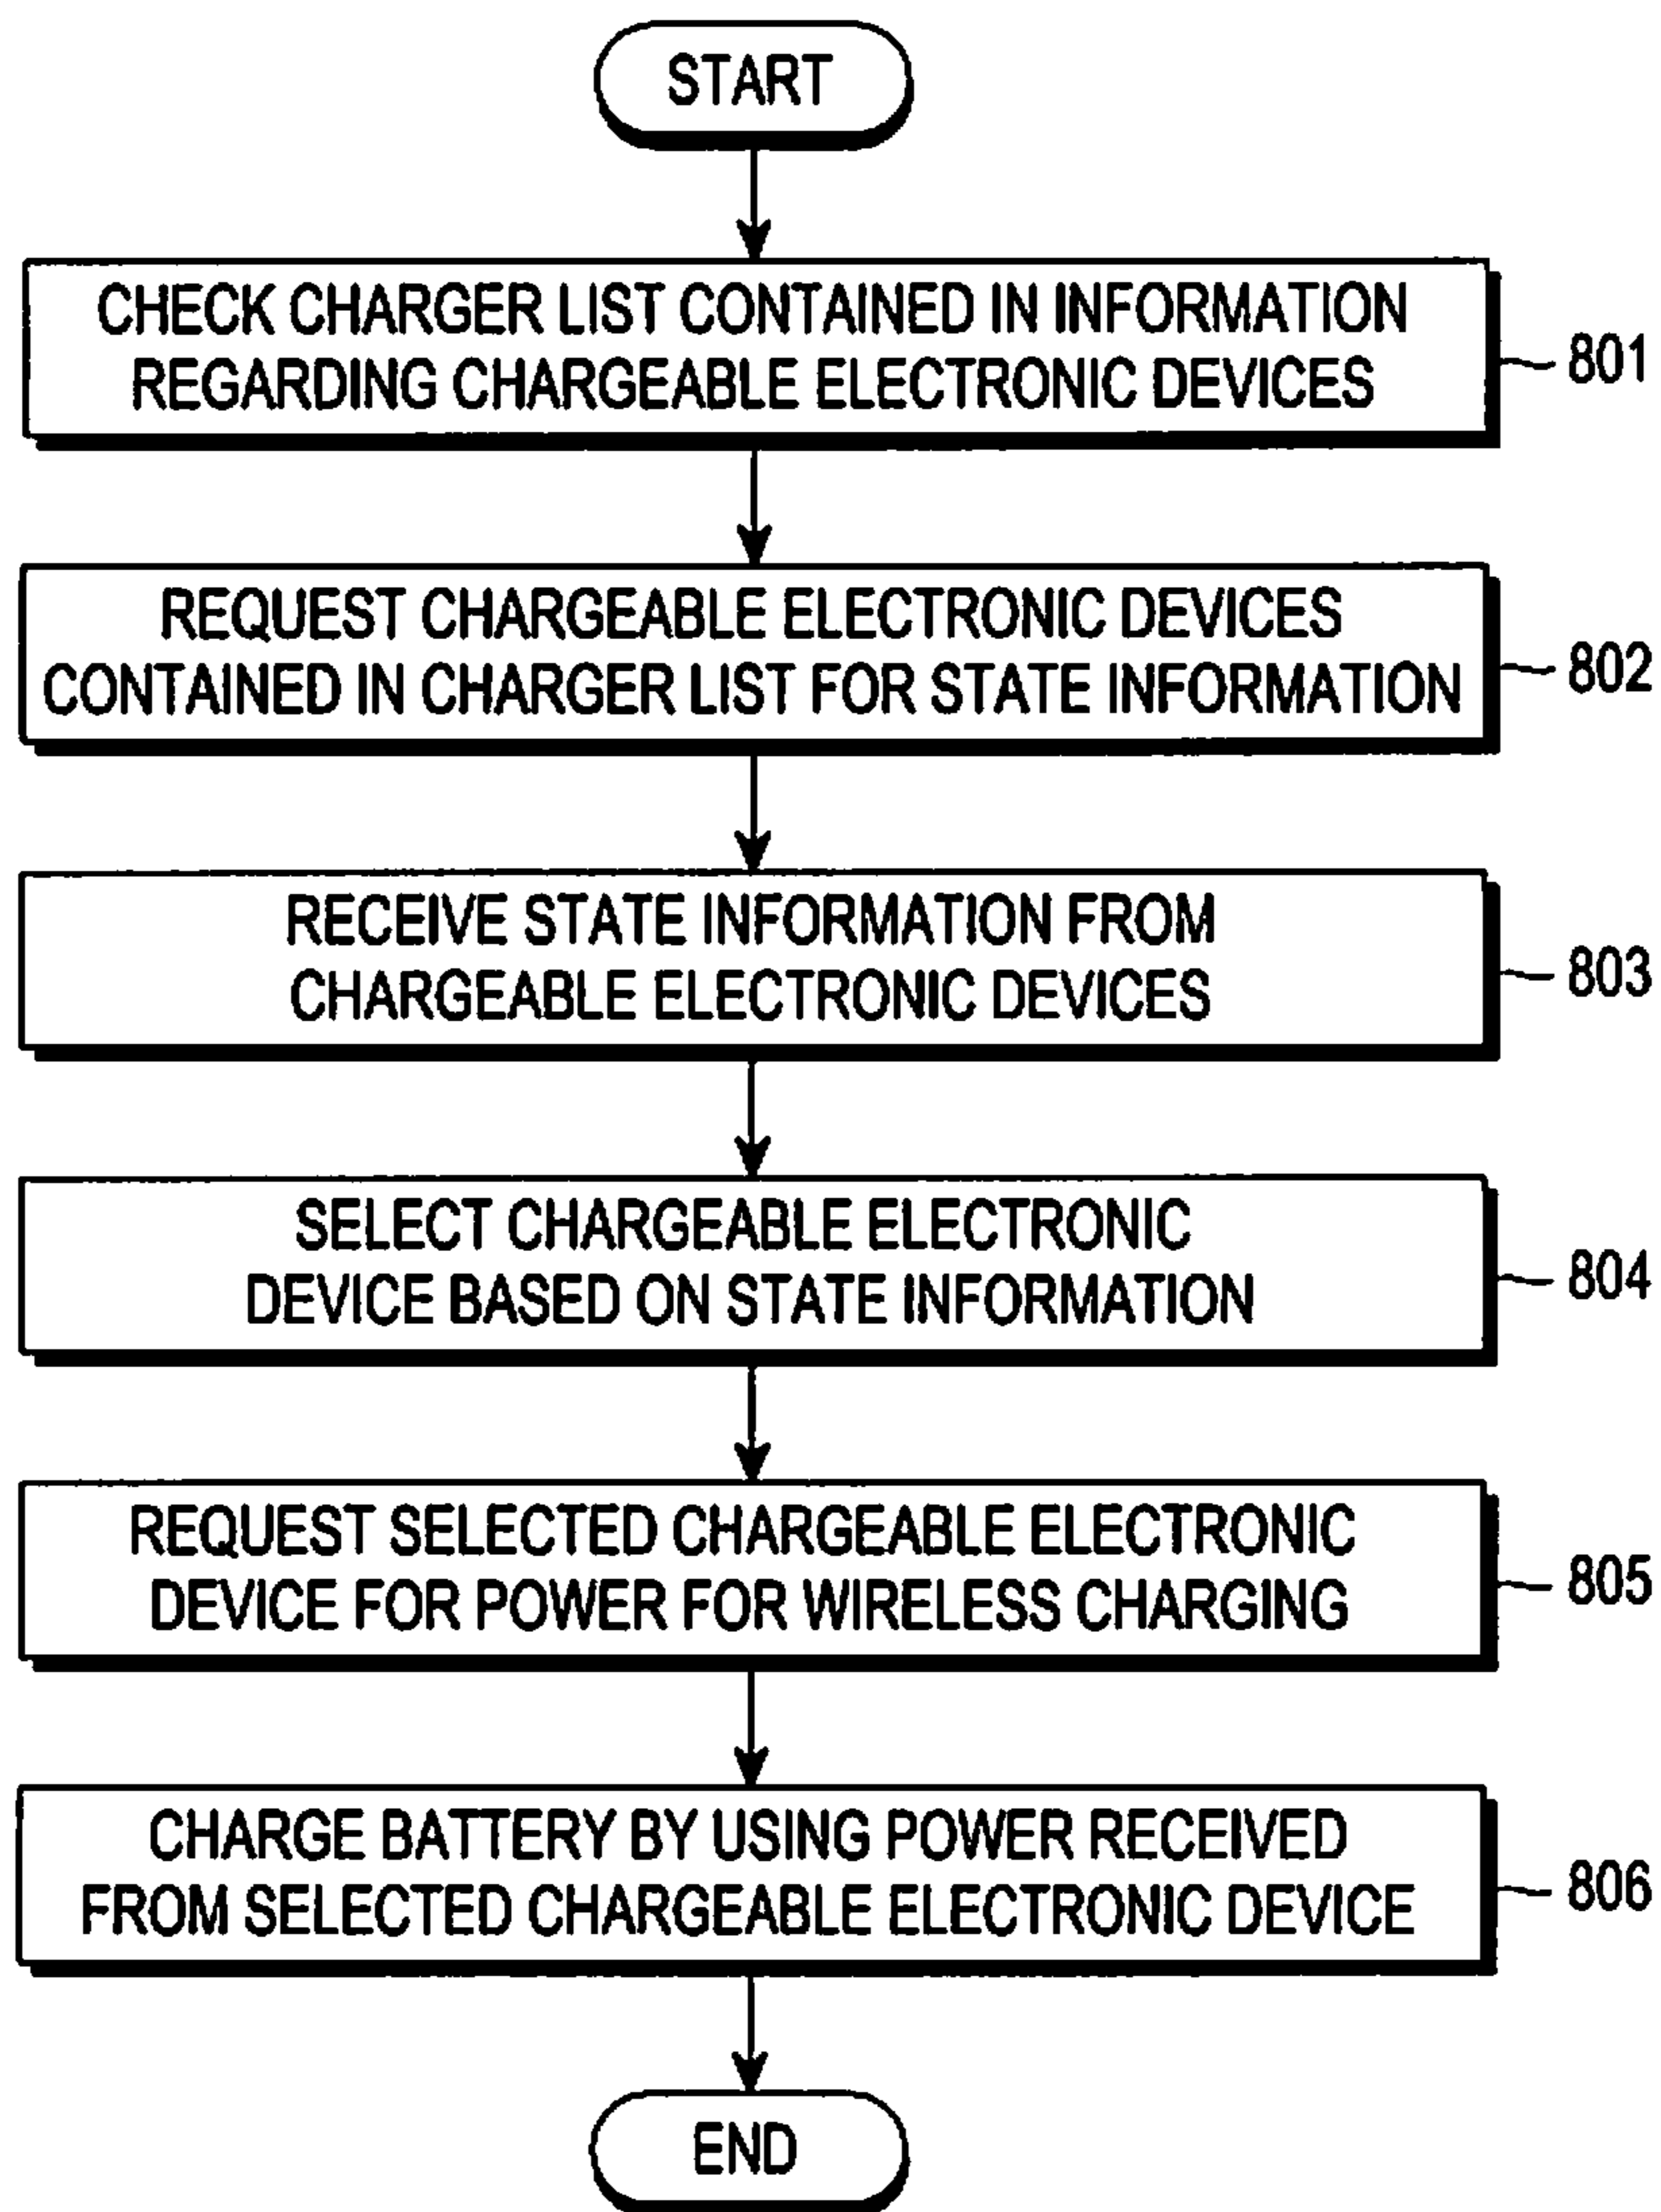 START
CHECK CHARGER LIST CONTAINED IN INFORMATION
REGARDING CHARGEABLE ELECTRONIC DEVICES
801
REQUEST CHARGEABLE ELECTRONIC DEVICES
CONTAINED IN CHARGER LIST FOR STATE INFORMATION
802
RECEIVE STATE INFORMATION FROM
CHARGEABLE ELECTRONIC DEVICES
803
SELECT CHARGEABLE ELECTRONIC
DEVICE BASED ON STATE INFORMATION
804
REQUEST SELECTED CHARGEABLE ELECTRONIC
DEVICE FOR POWER FOR WIRELESS CHARGING
805
CHARGE BATTERY BY USING POWER RECEIVED
FROM SELECTED CHARGEABLE ELECTRONIC DEVICE
806
END